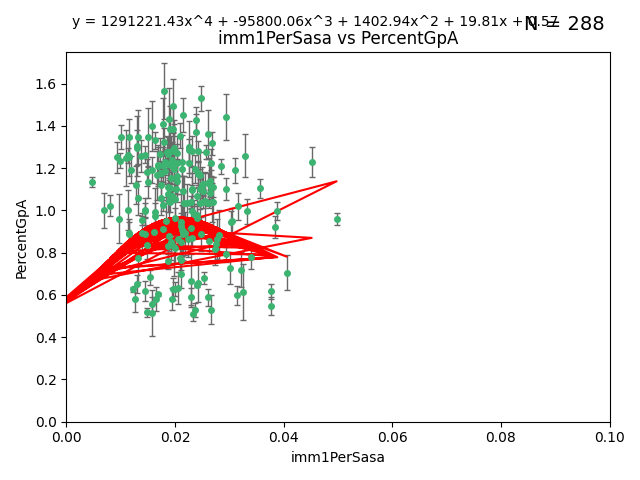 y = 1291221.43x^4 + -95800.06x^3 + 1402.94x^2 + 19.81x + 0.57
N = 288
imm1PerSasa vs PercentGpA
PercentGpA
1.6
1.4
1.2
1.0
0.8
0.6
0.4
0.2
0.0
0.00 0.02 0.04 0.06 0.08 0.10
imm1PerSasa